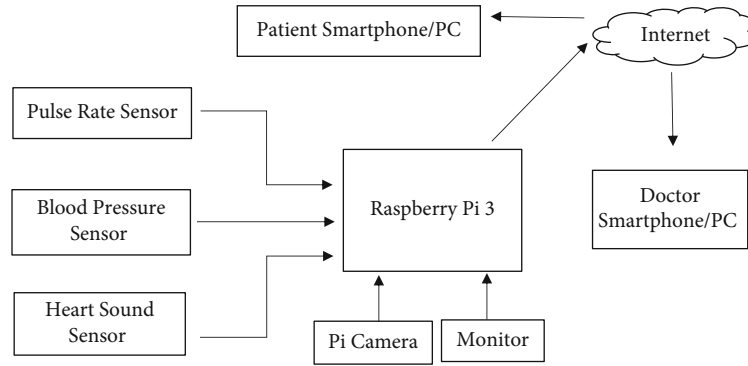 Patient Smartphone/PC
Internet
Pulse Rate Sensor
Blood Pressure
Sensor
Raspberry Pi 3
Doctor
Smartphone/PC
Heart Sound
Sensor
Pi Camera
Monitor